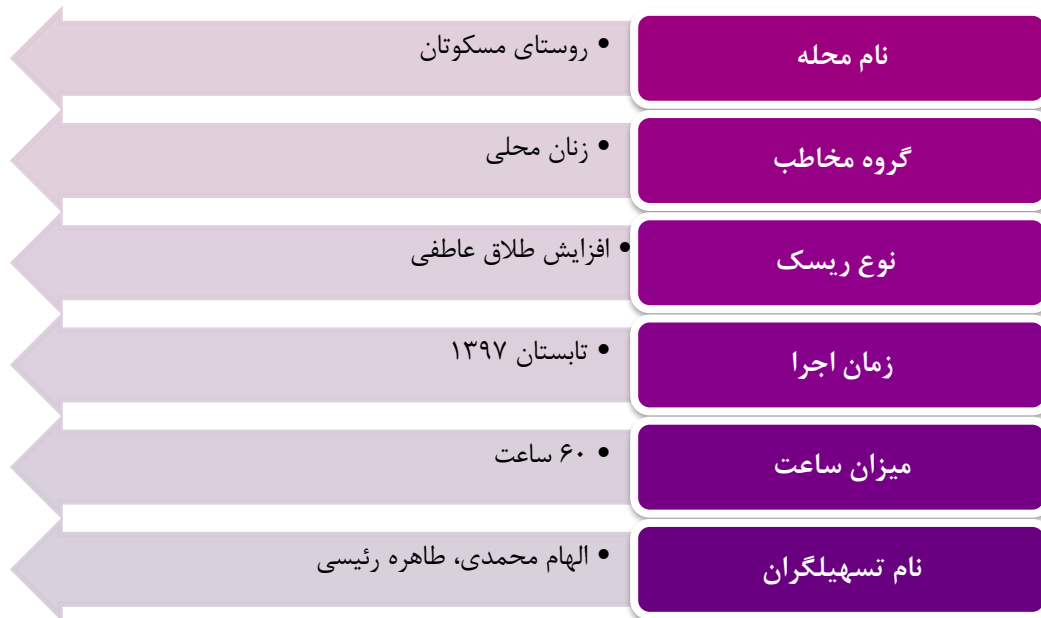 نام محله
• روستای مسکوتان
گروه مخاطب
• زنان محلی
نوع ریسک
• افزایش طلاق عاطفی
زمان اجرا
• تابستان ۱۳۹۷
میزان ساعت
• ۶۰ ساعت
نام تسهیلگران
• الهام محمدی، طاهره رئیسی